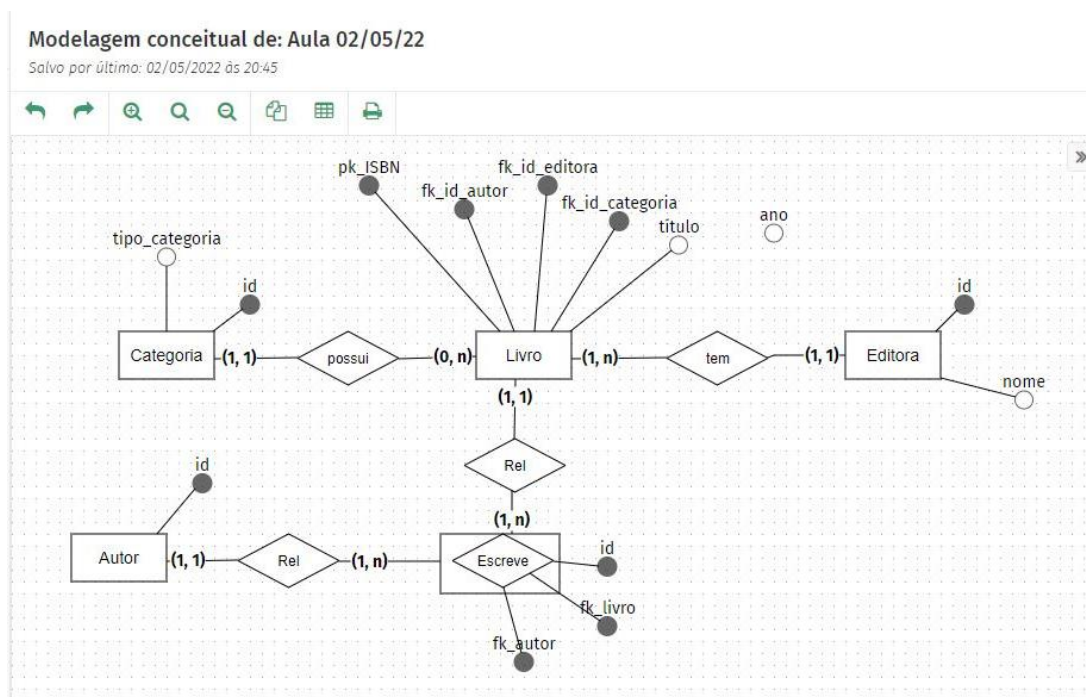 Modelagem conceitual de: Aula 02/05/22
Salvo por último: 02/05/2022 às 20:45
pk_ISBN
fk_id_editora
fk_id_autor
fk_id_categoria
título
ano
tipo_categoria
id
id
Categoria
(1, 1)
possui
(0, n)
Livro
(1, n)
tem
(1, 1)
Editora
nome
(1, 1)
id
Rel
(1, n)
Autor
(1, 1)
Rel
(1, n)
Escreve
id
fk_livro
fk_autor